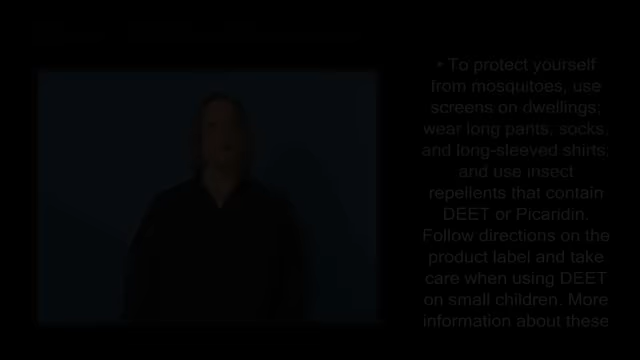 • To protect yourself
from mosquitoes, use
screens on dwellings;
wear long pants, socks,
and long-sleeved shirts;
and use insect
repellents that contain
DEET or Picaridin.
Follow directions on the
product label and take
care when using DEET
on small children. More
information about these